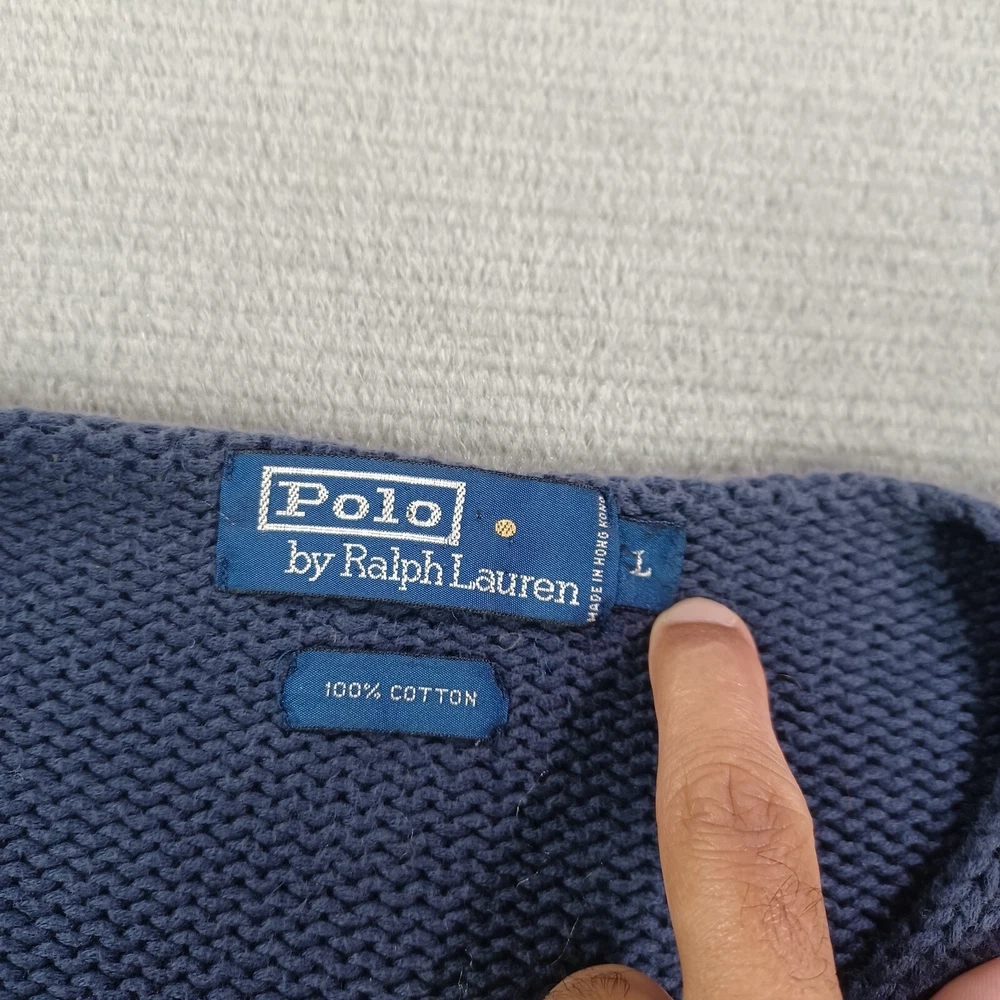 Polo
by Ralph Lauren
MADE IN HONG KONG
L
100% COTTON